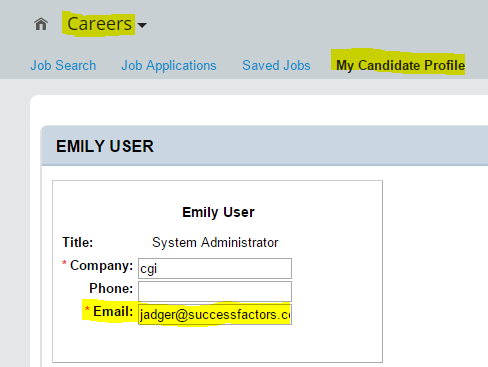 Careers
Job Search Job Applications Saved Jobs My Candidate Profile
EMILY USER
Emily User
Title: System Administrator
* Company: cgi
Phone:
* Email: jadger@successfactors.c